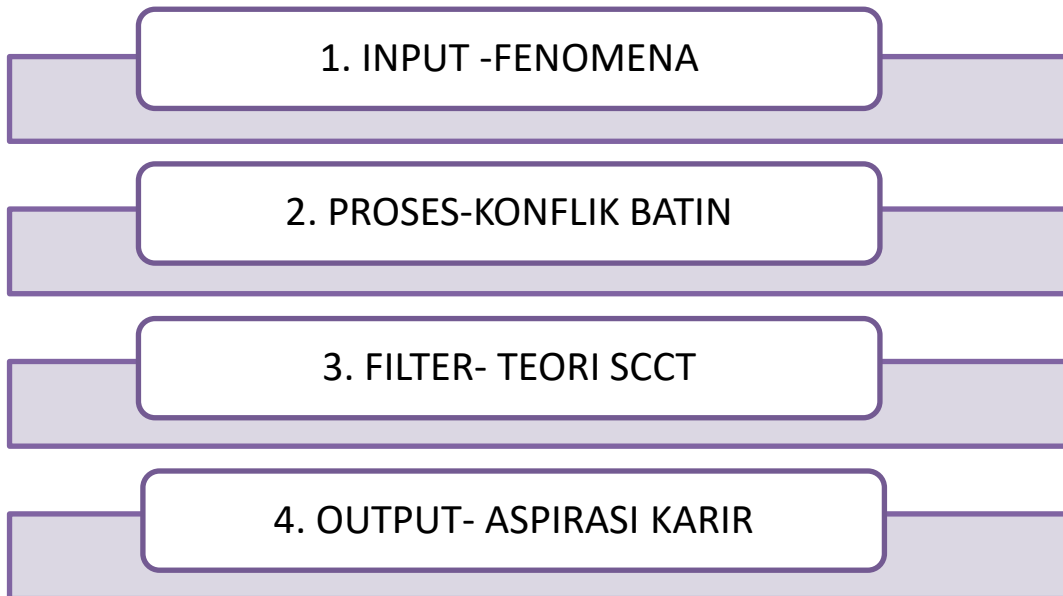 1. INPUT -FENOMENA
2. PROSES-KONFLIK BATIN
3. FILTER- TEORI SCCT
4. OUTPUT- ASPIRASI KARIR